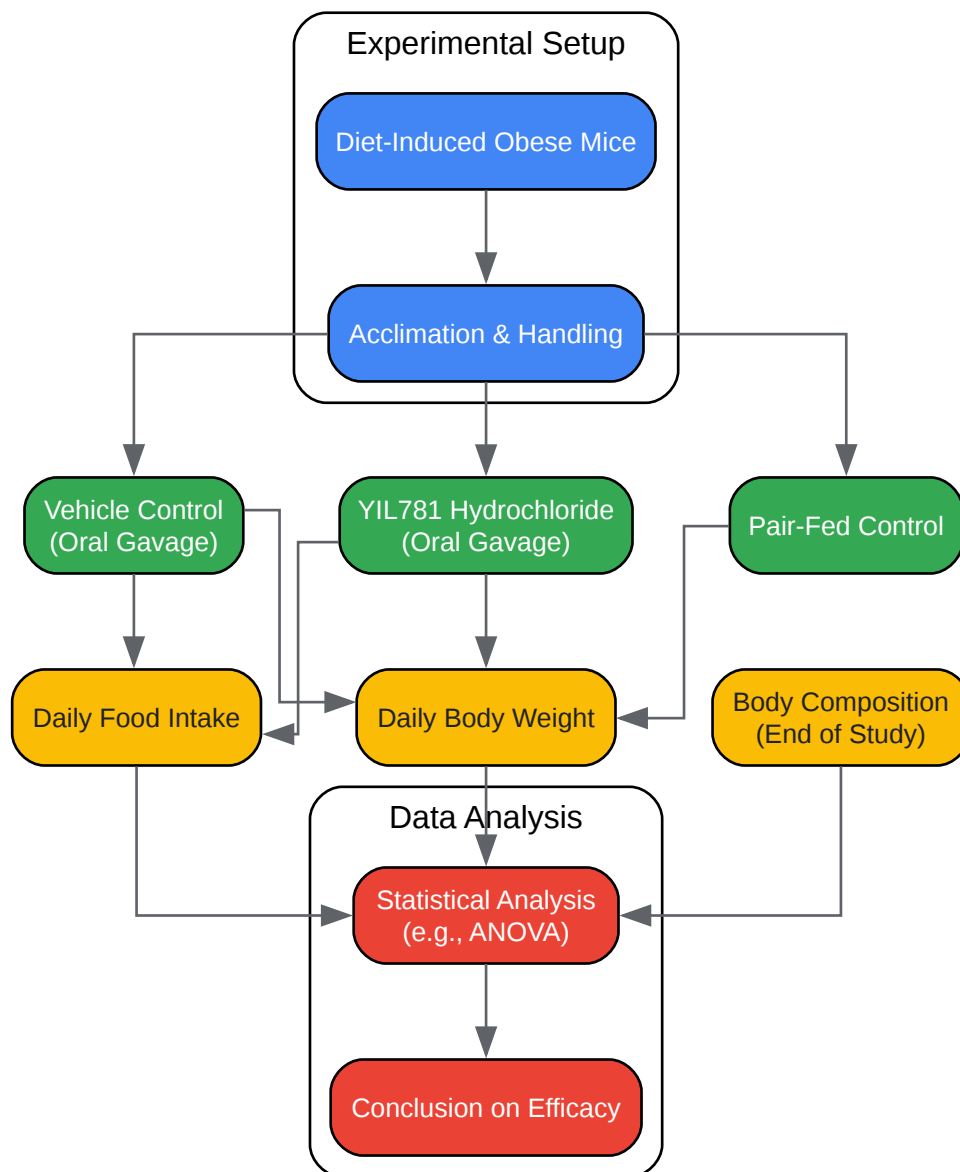 Experimental Setup
Diet-Induced Obese Mice
Acclimation & Handling
Vehicle Control
(Oral Gavage)
YIL781 Hydrochloride
(Oral Gavage)
Pair-Fed Control
Daily Food Intake
Daily Body Weight
Body Composition
(End of Study)
Data Analysis
Statistical Analysis
(e.g., ANOVA)
Conclusion on Efficacy